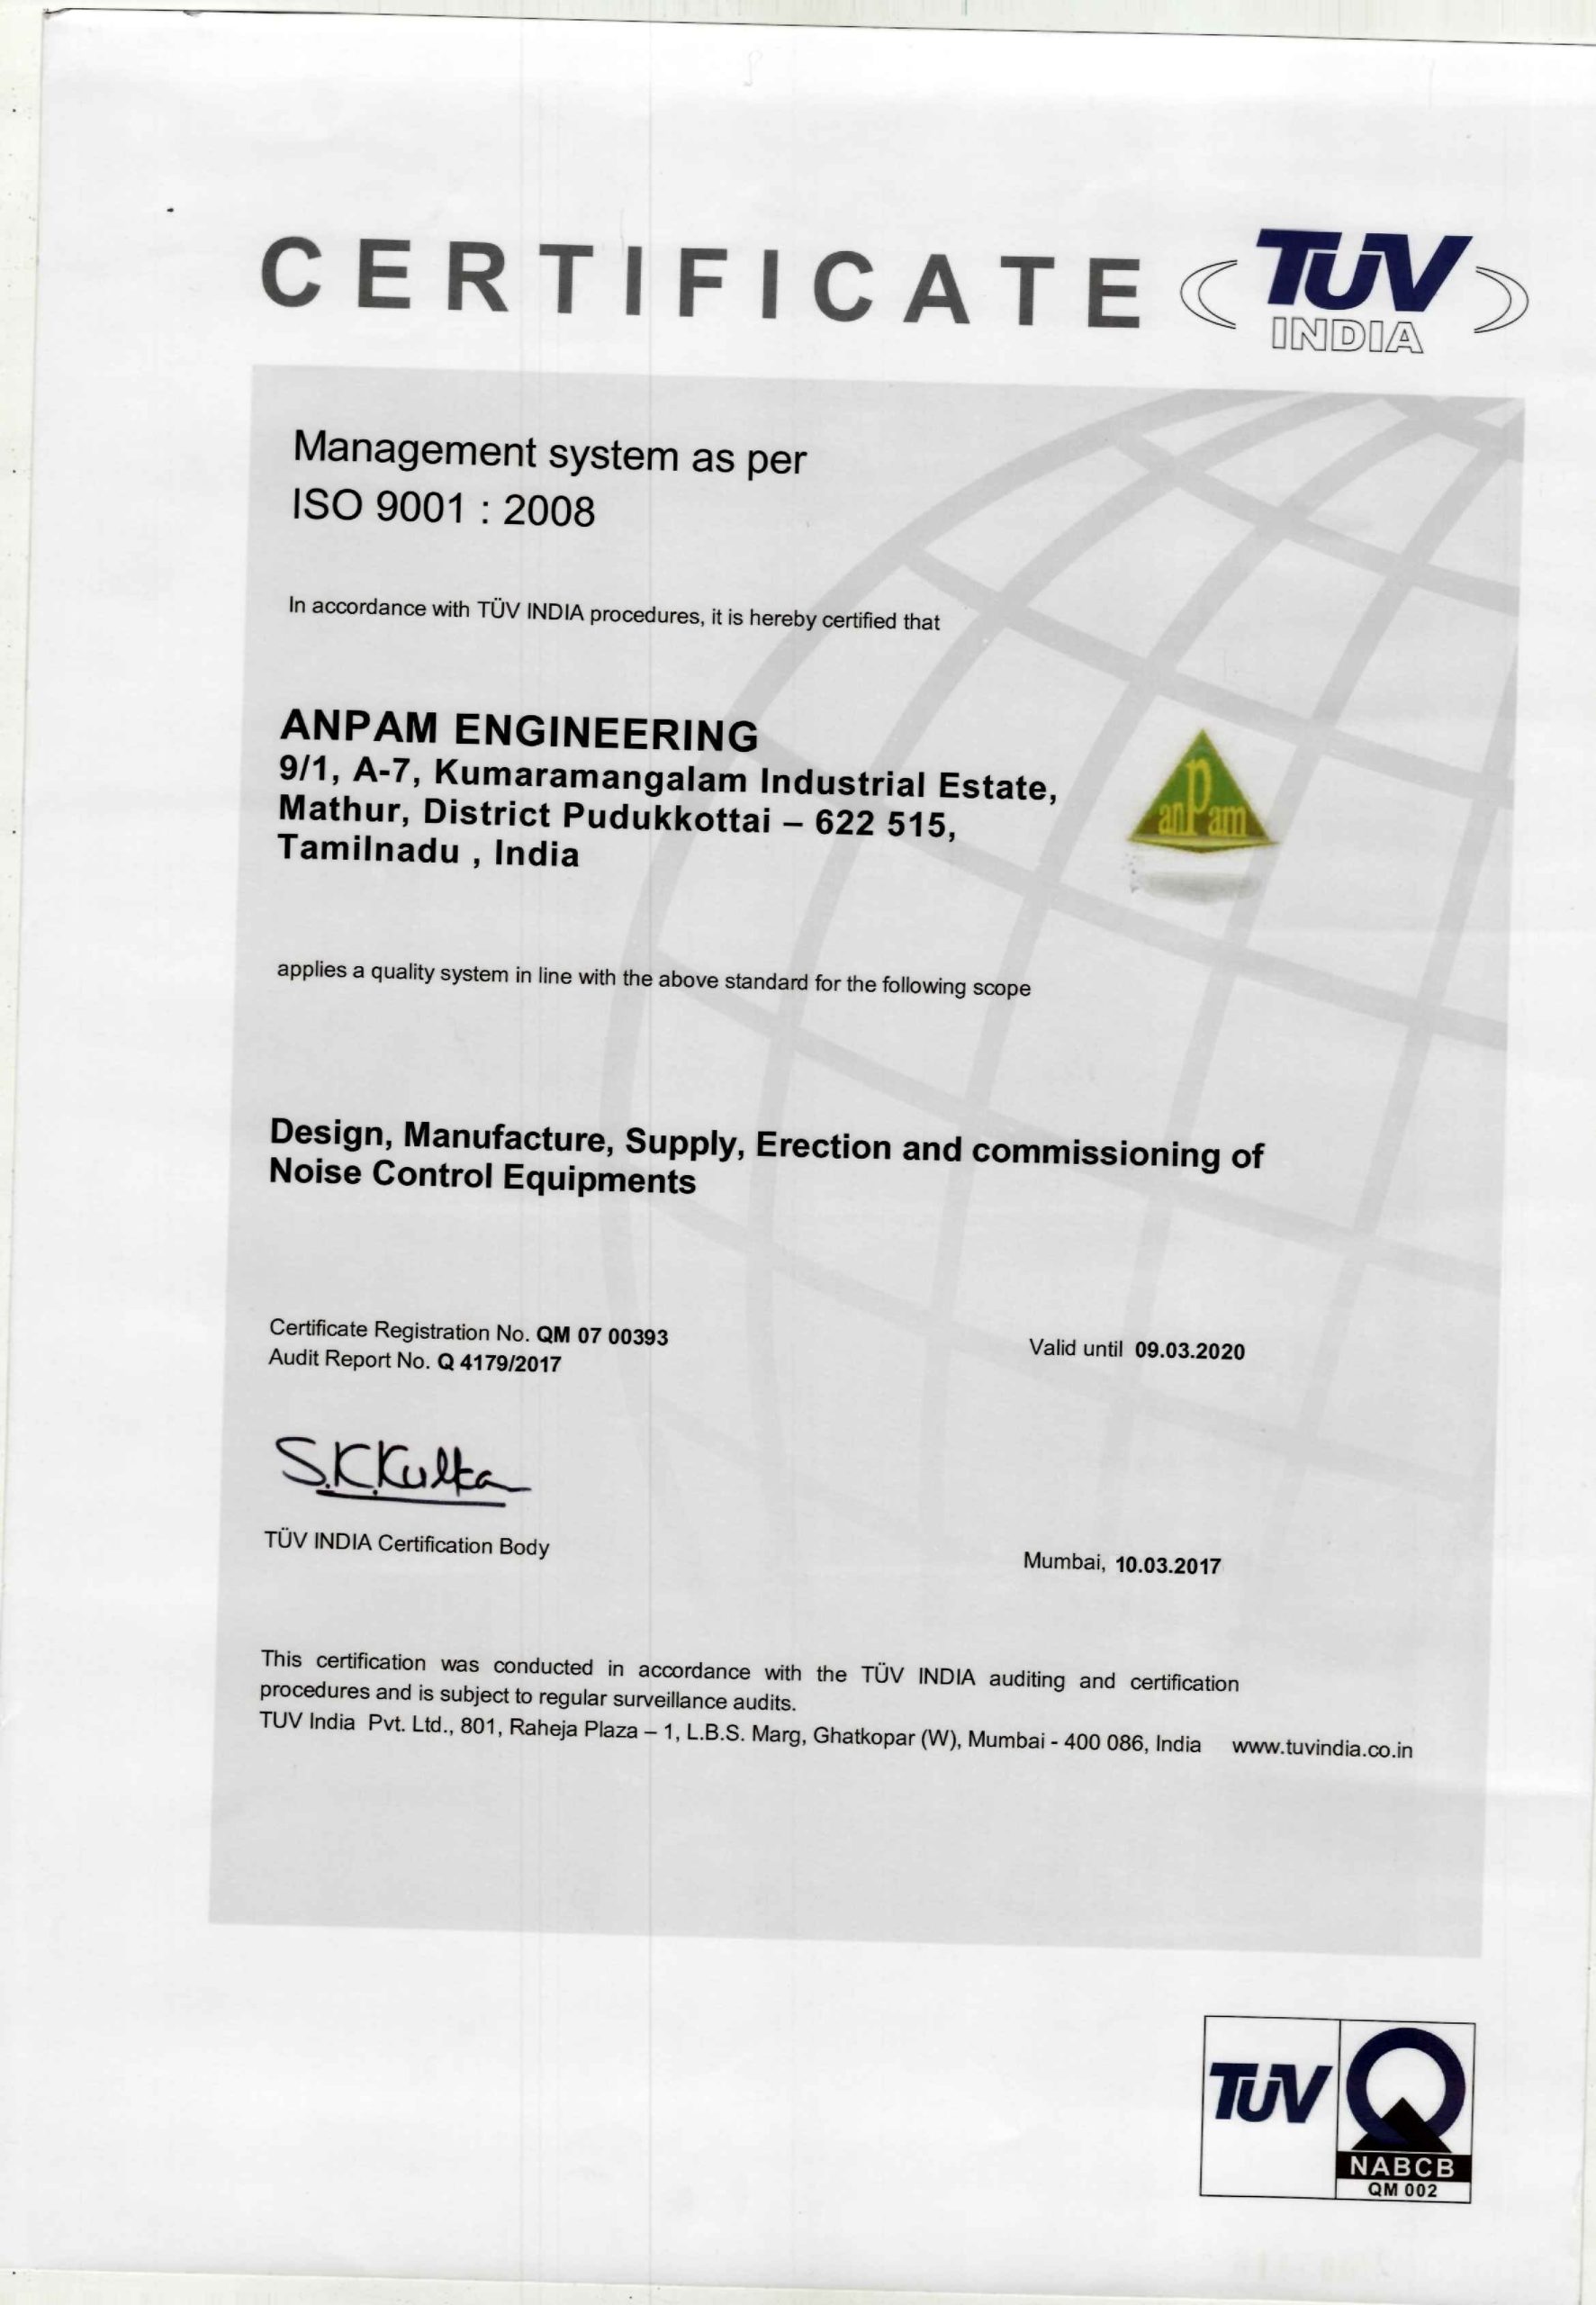 CERTIFICATE
TÜV
INDIA
Management system as per
ISO 9001 : 2008
In accordance with TÜV INDIA procedures, it is hereby certified that
ANPAM ENGINEERING
9/1, A-7, Kumaramangalam Industrial Estate,
Mathur, District Pudukkottai – 622 515,
Tamilnadu , India
anPam
applies a quality system in line with the above standard for the following scope
Design, Manufacture, Supply, Erection and commissioning of
Noise Control Equipments
Certificate Registration No. QM 07 00393
Audit Report No. Q 4179/2017
Valid until 09.03.2020
S.K.Kulka
TÜV INDIA Certification Body
Mumbai, 10.03.2017
This certification was conducted in accordance with the TÜV INDIA auditing and certification
procedures and is subject to regular surveillance audits.
TUV India Pvt. Ltd., 801, Raheja Plaza – 1, L.B.S. Marg, Ghatkopar (W), Mumbai - 400 086, India www.tuvindia.co.in
TÜV
NABCB
QM 002